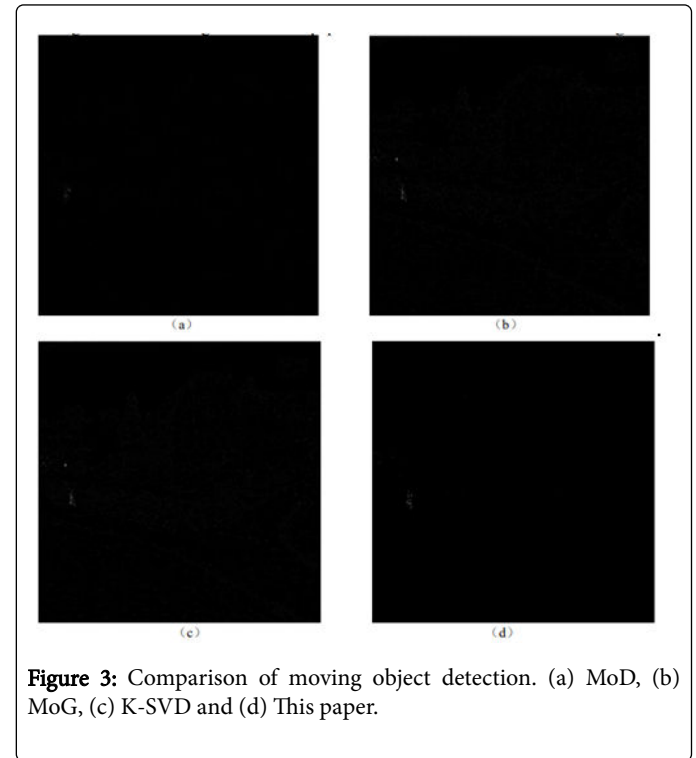 (a)
(b)
(c)
(d)
Figure 3: Comparison of moving object detection. (a) MoD, (b)
MoG, (c) K-SVD and (d) This paper.